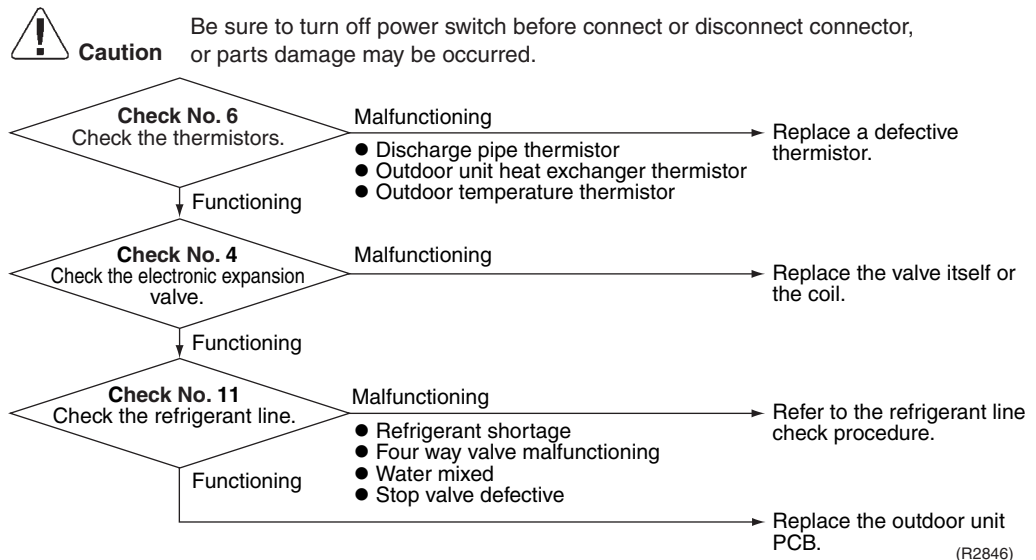 Caution
Be sure to turn off power switch before connect or disconnect connector,
or parts damage may be occurred.
Check No. 6
Check the thermistors.
Malfunctioning
● Discharge pipe thermistor
● Outdoor unit heat exchanger thermistor
● Outdoor temperature thermistor
Replace a defective
thermistor.
Functioning
Check No. 4
Check the electronic expansion
valve.
Malfunctioning
Replace the valve itself or
the coil.
Functioning
Check No. 11
Check the refrigerant line.
Malfunctioning
● Refrigerant shortage
● Four way valve malfunctioning
● Water mixed
● Stop valve defective
Refer to the refrigerant line
check procedure.
Functioning
Replace the outdoor unit
PCB.
(R2846)